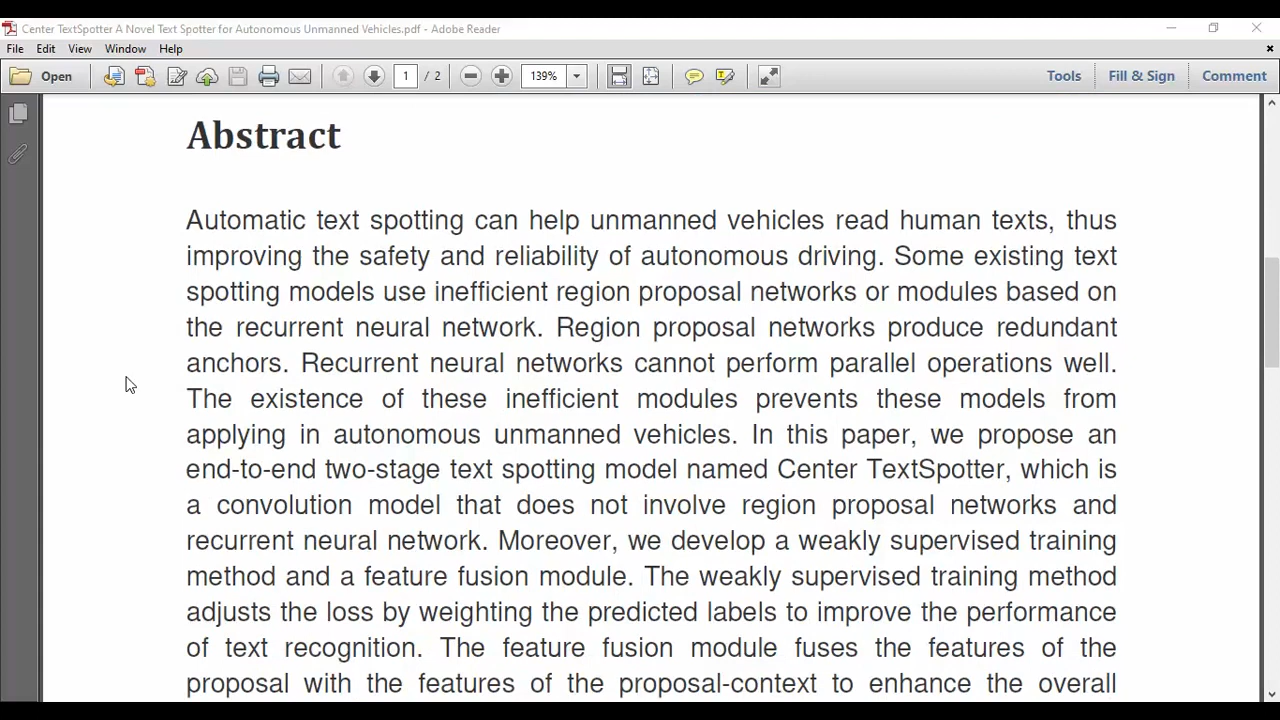 Center TextSpotter A Novel Text Spotter for Autonomous Unmanned Vehicles.pdf - Adobe Reader
File Edit View Window Help
Open 1 / 2 139% Tools Fill & Sign Comment
Abstract
Automatic text spotting can help unmanned vehicles read human texts, thus
improving the safety and reliability of autonomous driving. Some existing text
spotting models use inefficient region proposal networks or modules based on
the recurrent neural network. Region proposal networks produce redundant
anchors. Recurrent neural networks cannot perform parallel operations well.
The existence of these inefficient modules prevents these models from
applying in autonomous unmanned vehicles. In this paper, we propose an
end-to-end two-stage text spotting model named Center TextSpotter, which is
a convolution model that does not involve region proposal networks and
recurrent neural network. Moreover, we develop a weakly supervised training
method and a feature fusion module. The weakly supervised training method
adjusts the loss by weighting the predicted labels to improve the performance
of text recognition. The feature fusion module fuses the features of the
proposal with the features of the proposal-context to enhance the overall